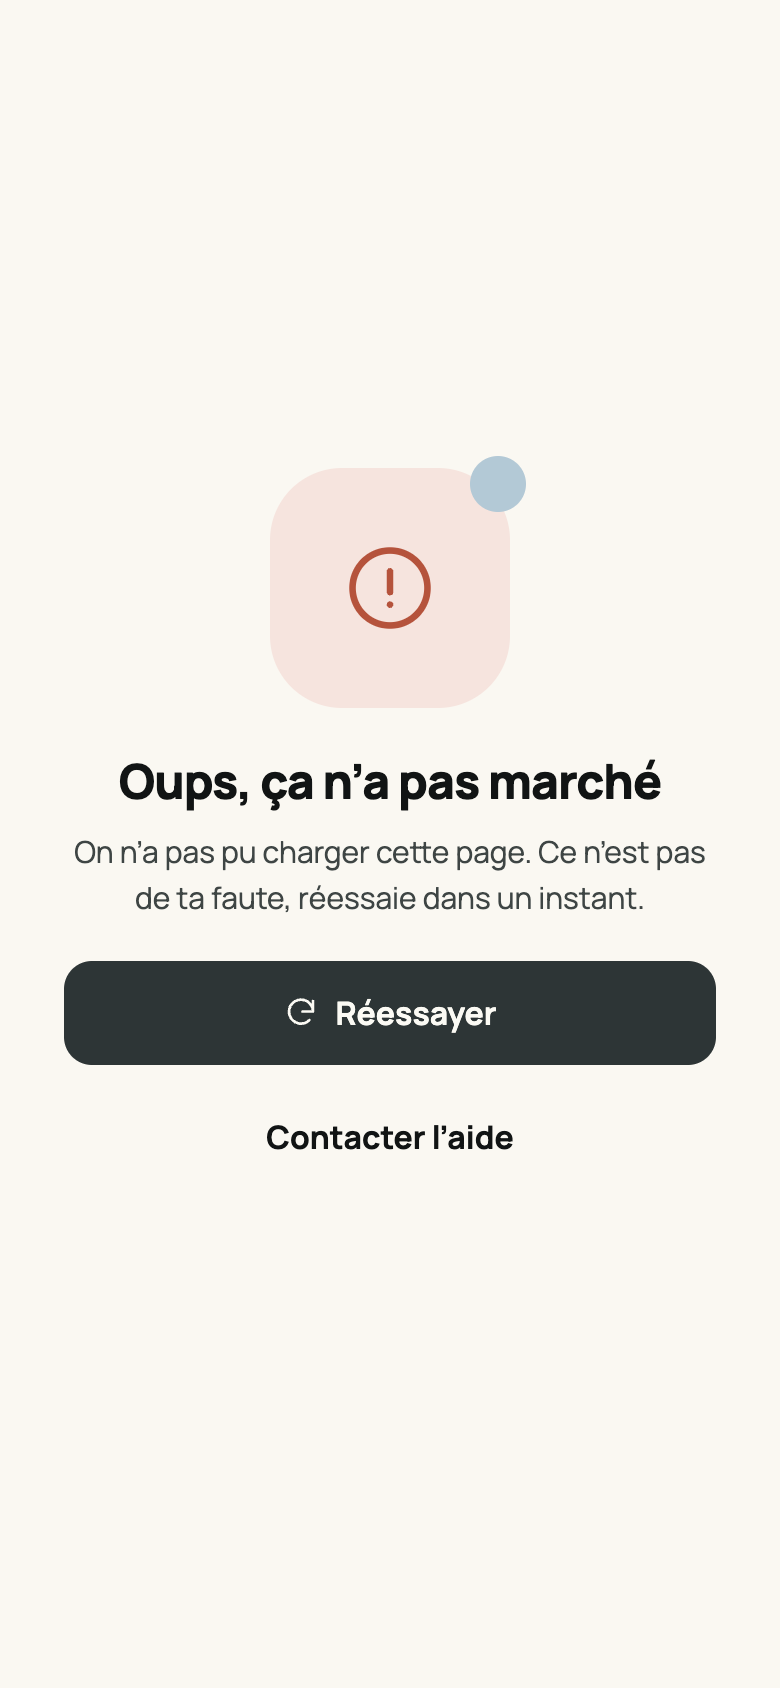 Oups, ça n’a pas marché
On n’a pas pu charger cette page. Ce n’est pas
de ta faute, réessaie dans un instant.
Réessayer
Contacter l’aide